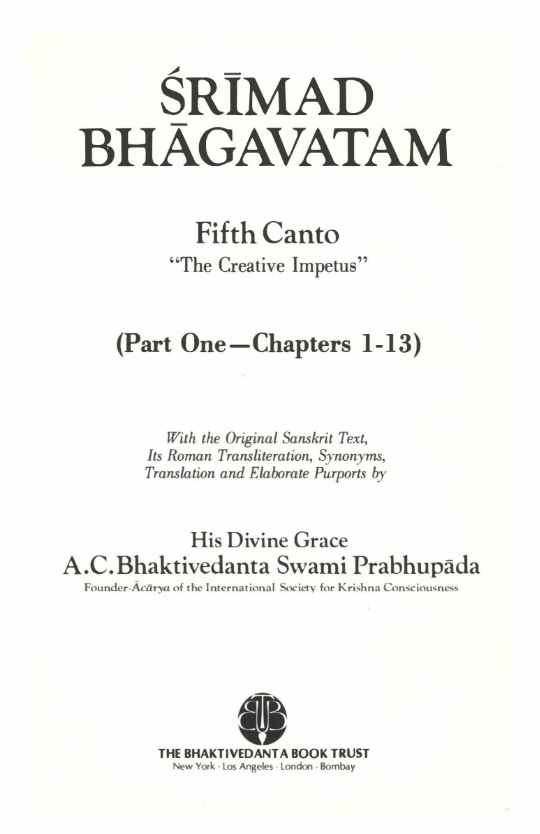 ŚRĪMAD
BHĀGAVATAM
Fifth Canto
“The Creative Impetus”
(Part One—Chapters 1-13)
With the Original Sanskrit Text,
Its Roman Transliteration, Synonyms,
Translation and Elaborate Purports by
His Divine Grace
A.C.Bhaktivedanta Swami Prabhupāda
Founder-Ācārya of the International Society for Krishna Consciousness
BBT
THE BHAKTIVEDANTA BOOK TRUST
New York · Los Angeles · London · Bombay